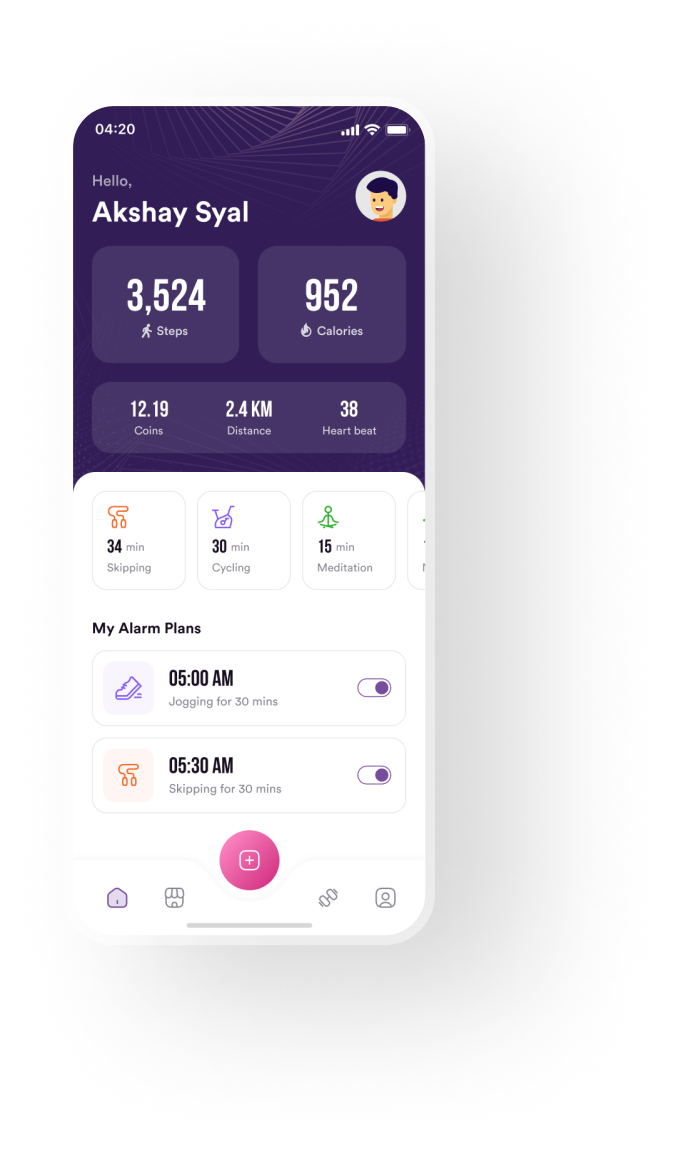 04:20
Hello,
Akshay Syal
3,524
Steps
952
Calories
12.19
Coins
2.4 KM
Distance
38
Heart beat
34 min
Skipping
30 min
Cycling
15 min
Meditation
My Alarm Plans
05:00 AM
Jogging for 30 mins
05:30 AM
Skipping for 30 mins